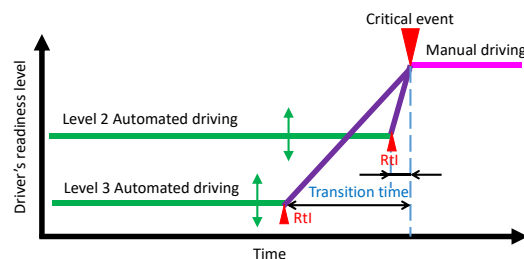 Critical event
Manual driving
Level 2 Automated driving
RtI
Level 3 Automated driving
Transition time
RtI
Driver's readiness level
Time